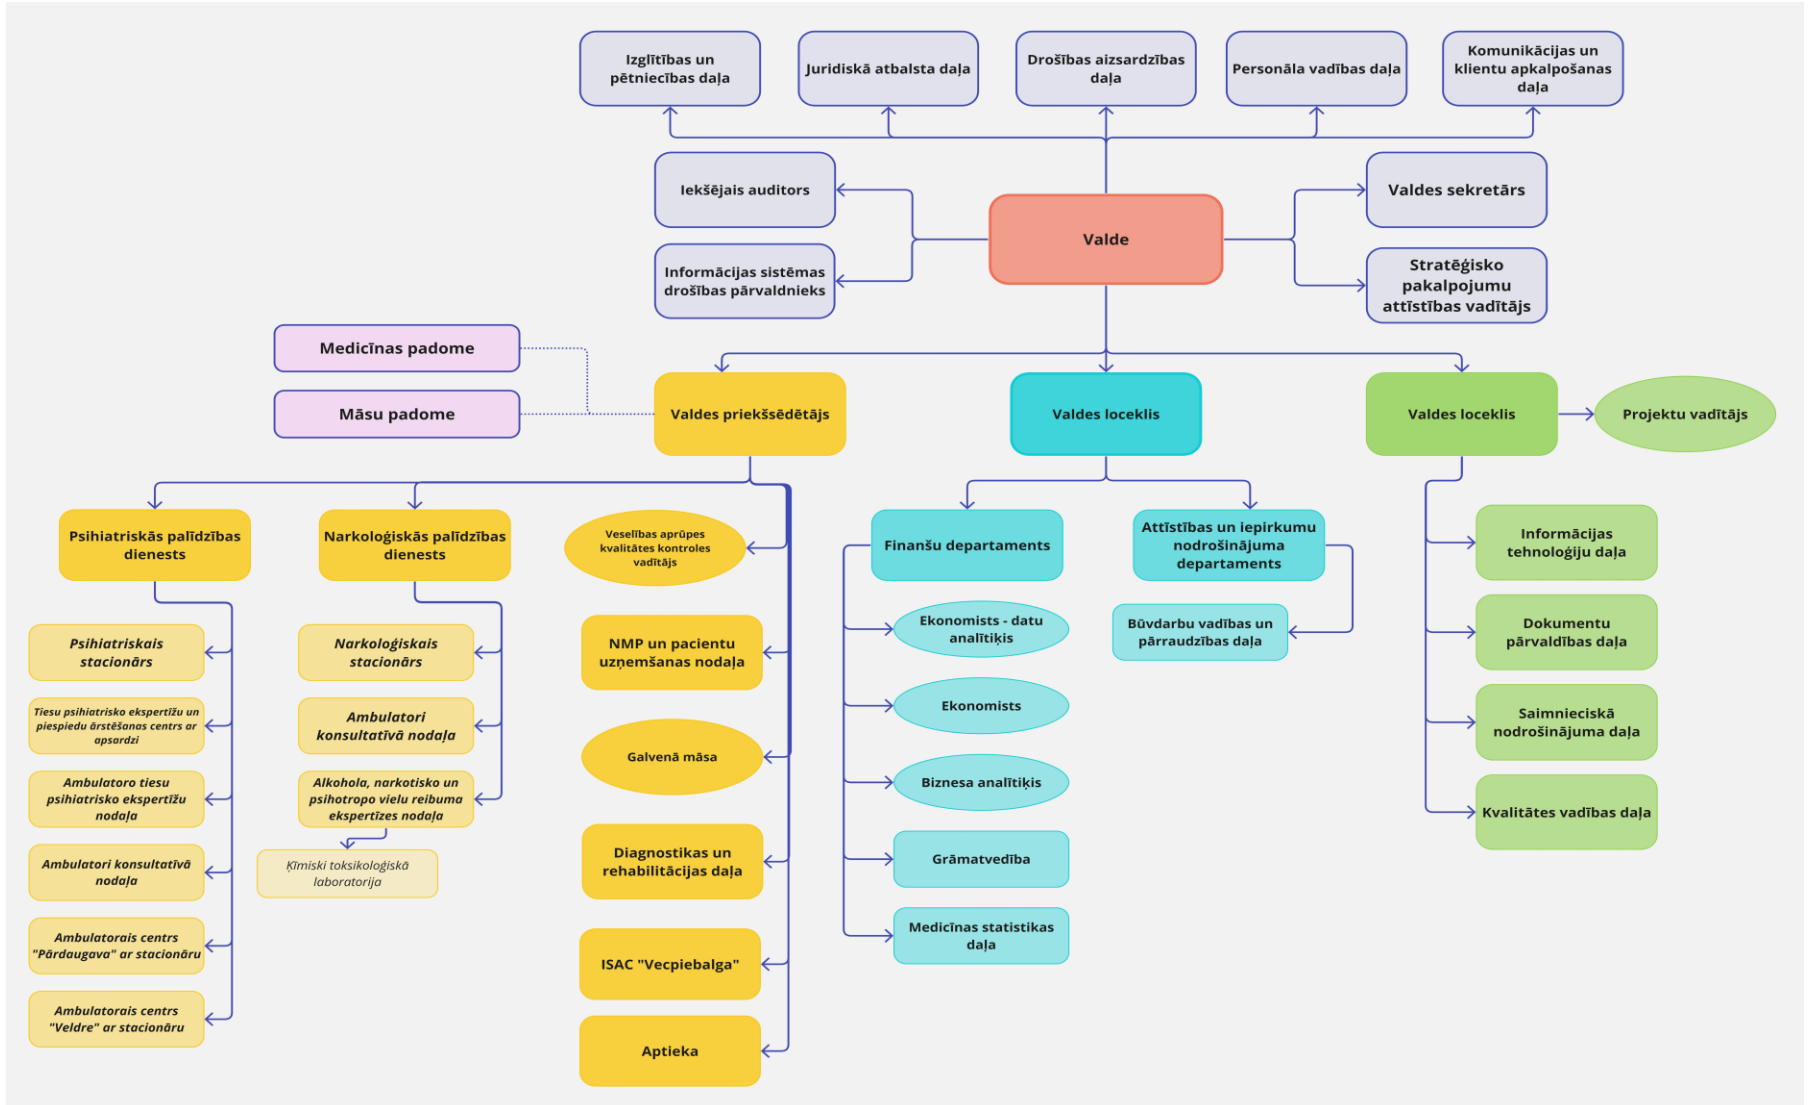 Izglītības un
pētniecības daļa
Juridiskā atbalsta daļa
Drošības aizsardzības
daļa
Personāla vadības daļa
Komunikācijas un
klientu apkalpošanas
daļa
Iekšējais auditors
Valdes sekretārs
Valde
Informācijas sistēmas
drošības pārvaldnieks
Stratēģisko
pakalpojumu
attīstības vadītājs
Medicīnas padome
Māsu padome
Valdes priekšsēdētājs
Valdes loceklis
Valdes loceklis
Projektu vadītājs
Psihiatriskās palīdzības
dienests
Psihiatriskais
stacionārs
Tiesu psihiatrisko ekspertīžu un
piespiedu ārstēšanas centrs ar
apsardzi
Ambulatoro tiesu
psihiatrisko ekspertīžu
nodaļa
Ambulatori konsultatīvā
nodaļa
Ambulatorais centrs
"Pārdaugava" ar stacionāru
Ambulatorais centrs
"Veldre" ar stacionāru
Narkoloģiskās palīdzības
dienests
Narkoloģiskais
stacionārs
Ambulatori
konsultatīvā nodaļa
Alkohola, narkotisko un
psihotropo vielu reibuma
ekspertīzes nodaļa
Ķīmiski toksikoloģiskā
laboratorija
Veselības aprūpes
kvalitātes kontroles
vadītājs
NMP un pacientu
uzņemšanas nodaļa
Galvenā māsa
Diagnostikas un
rehabilitācijas daļa
ISAC "Vecpiebalga"
Aptieka
Finanšu departaments
Ekonomists - datu
analītiķis
Ekonomists
Biznesa analītiķis
Grāmatvedība
Medicīnas statistikas
daļa
Attīstības un iepirkumu
nodrošinājuma
departaments
Būvdarbu vadības un
pārraudzības daļa
Informācijas
tehnoloģiju daļa
Dokumentu
pārvaldības daļa
Saimnieciskā
nodrošinājuma daļa
Kvalitātes vadības daļa